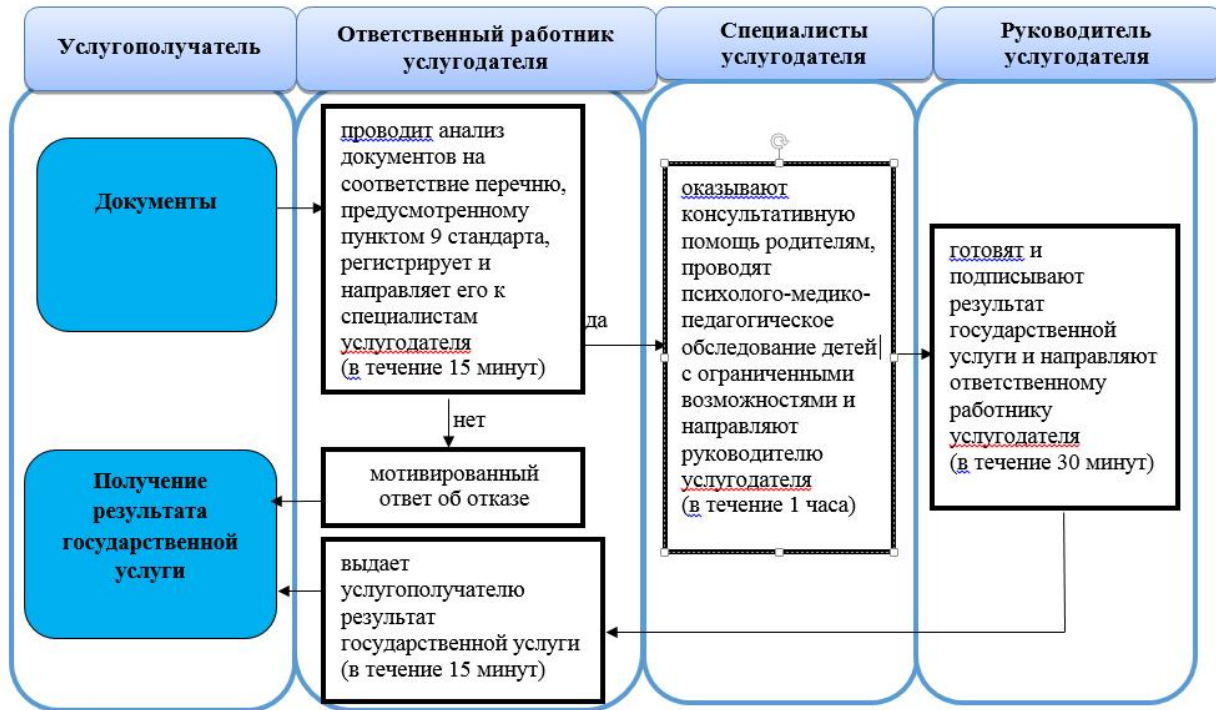 Услугополучатель
Ответственный работник
услугодателя
Специалисты
услугодателя
Руководитель
услугодателя
Документы
проводит анализ
документов на
соответствие перечню,
предусмотренному
пунктом 9 стандарта,
регистрирует и
направляет его к
специалистам
услугодателя
(в течение 15 минут)
да
оказывают
консультативную
помощь родителям,
проводят
психолого-медико-
педагогическое
обследование детей
с ограниченными
возможностями и
направляют
руководителю
услугодателя
(в течение 1 часа)
готовят и
подписывают
результат
государственной
услуги и направляют
ответственному
работнику
услугодателя
(в течение 30 минут)
нет
мотивированный
ответ об отказе
Получение
результата
государственной
услуги
выдает
услугополучателю
результат
государственной услуги
(в течение 15 минут)